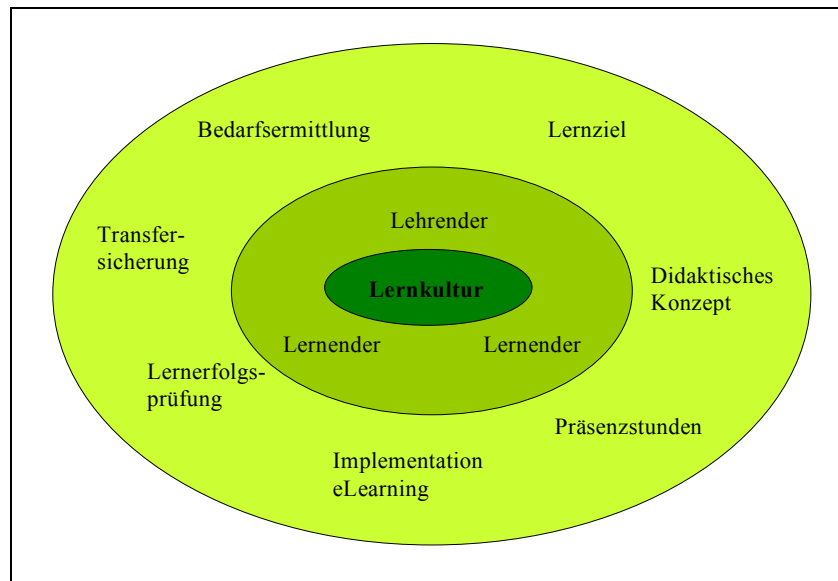 Bedarfsermittlung
Lernziel
Lehrender
Transfer-
sicherung
Didaktisches
Konzept
Lernkultur
Lernender
Lernender
Lernerfolgs-
prüfung
Präsenzstunden
Implementation
eLearning